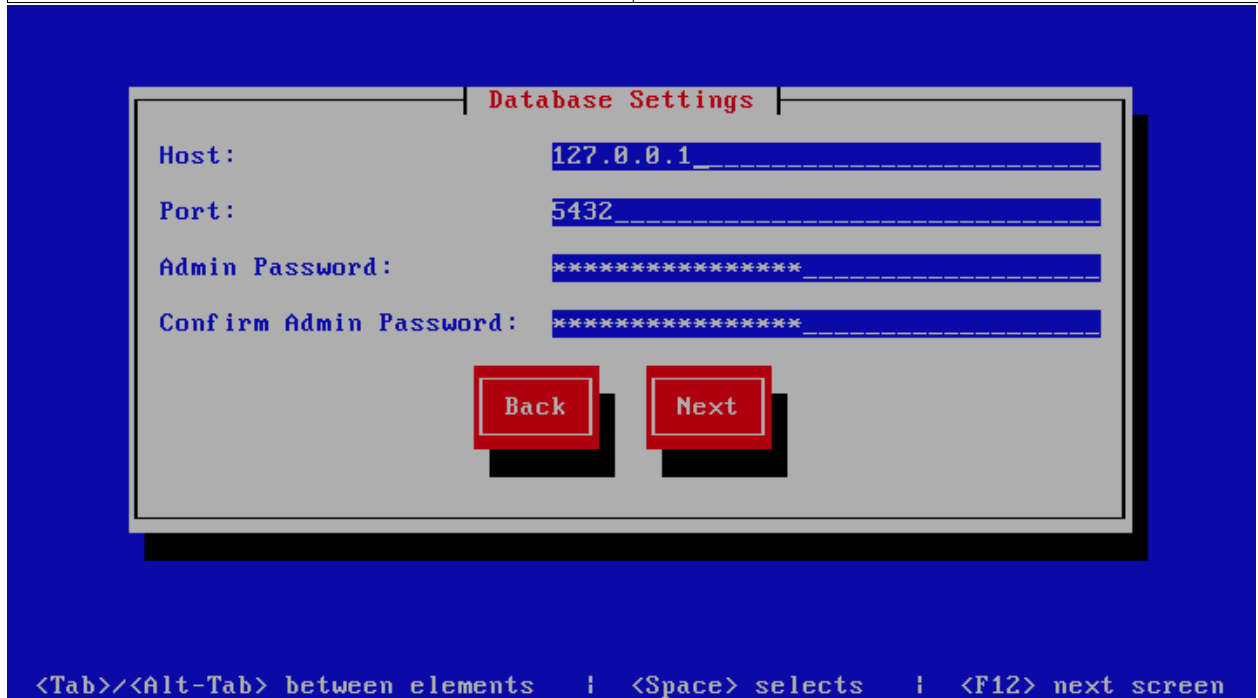 Database Settings
Host: 127.0.0.1
Port: 5432
Admin Password: ****************
Confirm Admin Password: ****************
Back Next
<Tab>/<Alt-Tab> between elements | <Space> selects | <F12> next screen